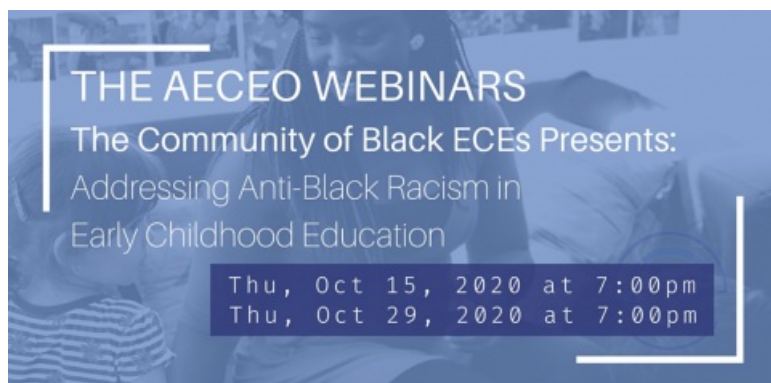 THE AECEO WEBINARS
The Community of Black ECEs Presents:
Addressing Anti-Black Racism in
Early Childhood Education
Thu, Oct 15, 2020 at 7:00pm
Thu, Oct 29, 2020 at 7:00pm